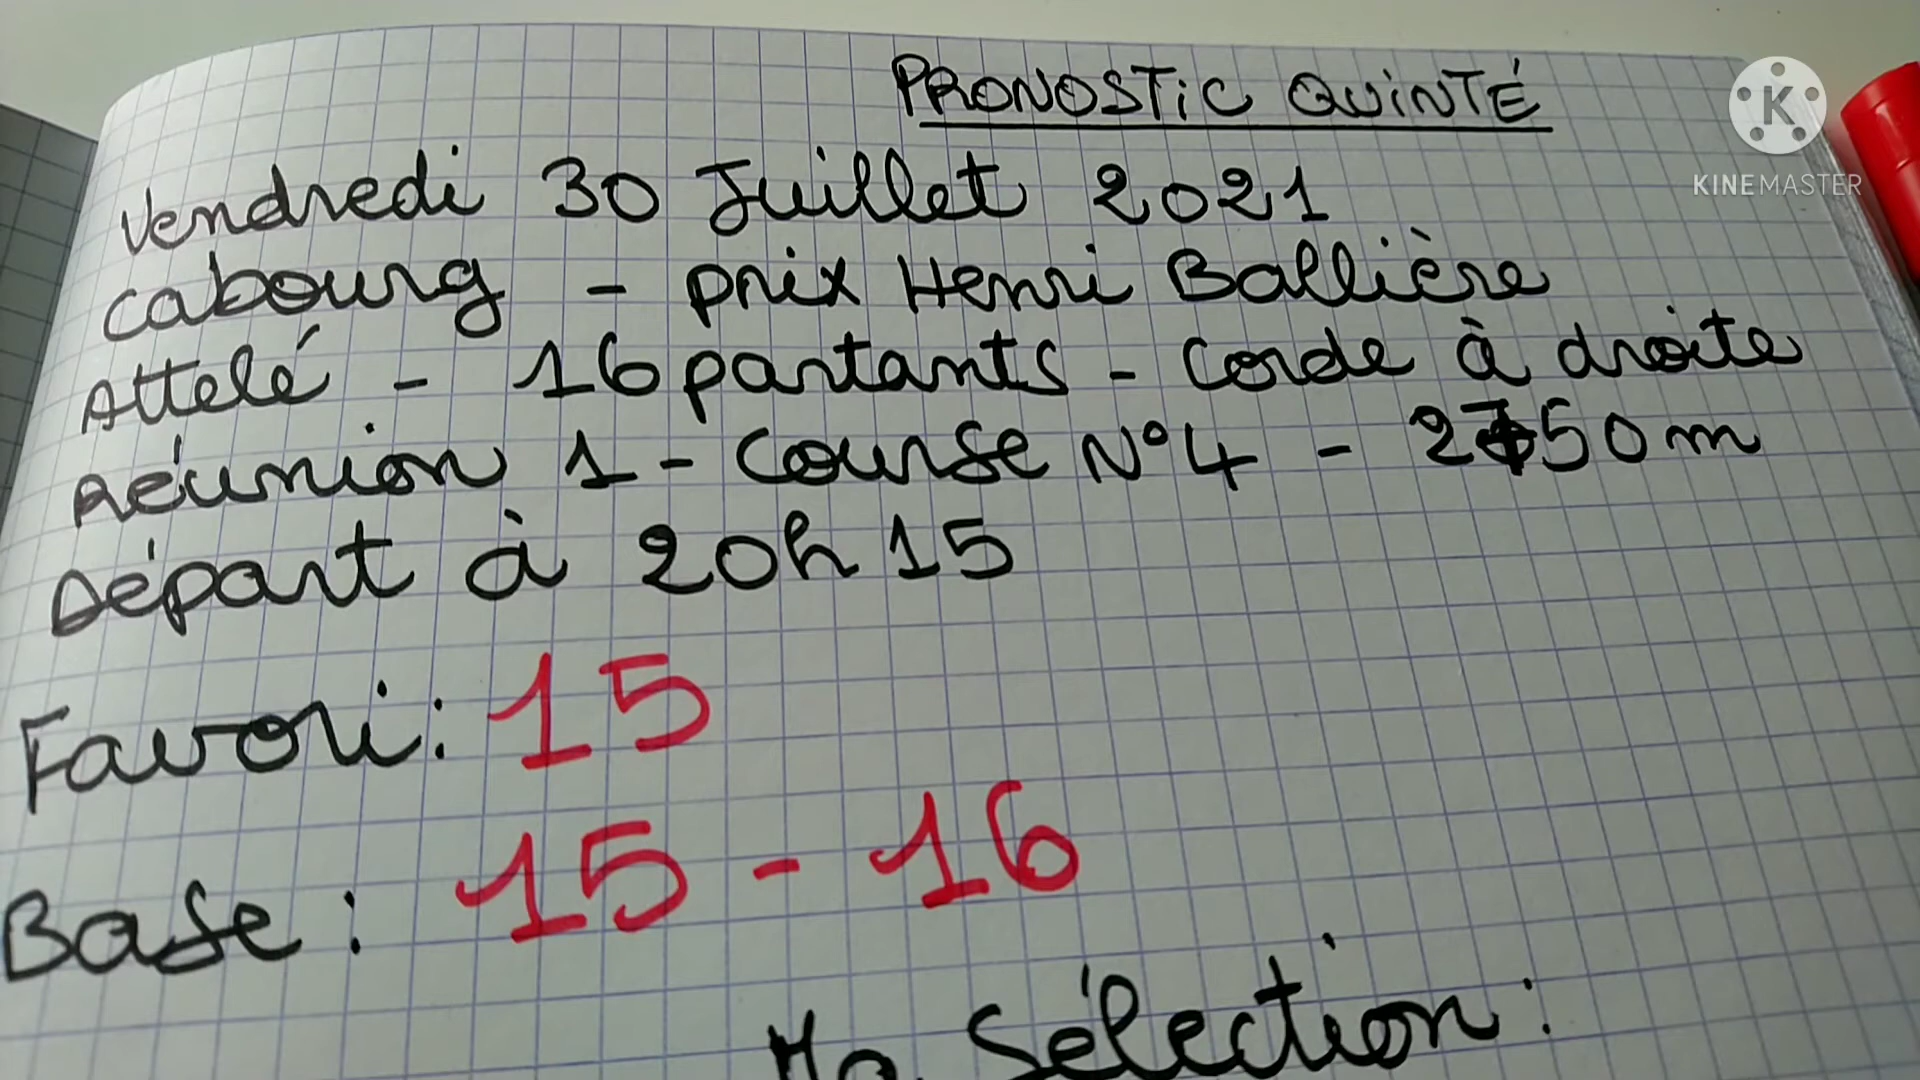 PRONOSTIC QUINTÉ
Vendredi 30 Juillet 2021
Cabourg - prix Henri Ballière
Attelé - 16 partants - Corde à droite
Réunion 1 - Course N°4 - 2750 m
Départ à 20h15
Favori : 15
Base : 15 - 16
Ma Sélection :
K
KINEMASTER